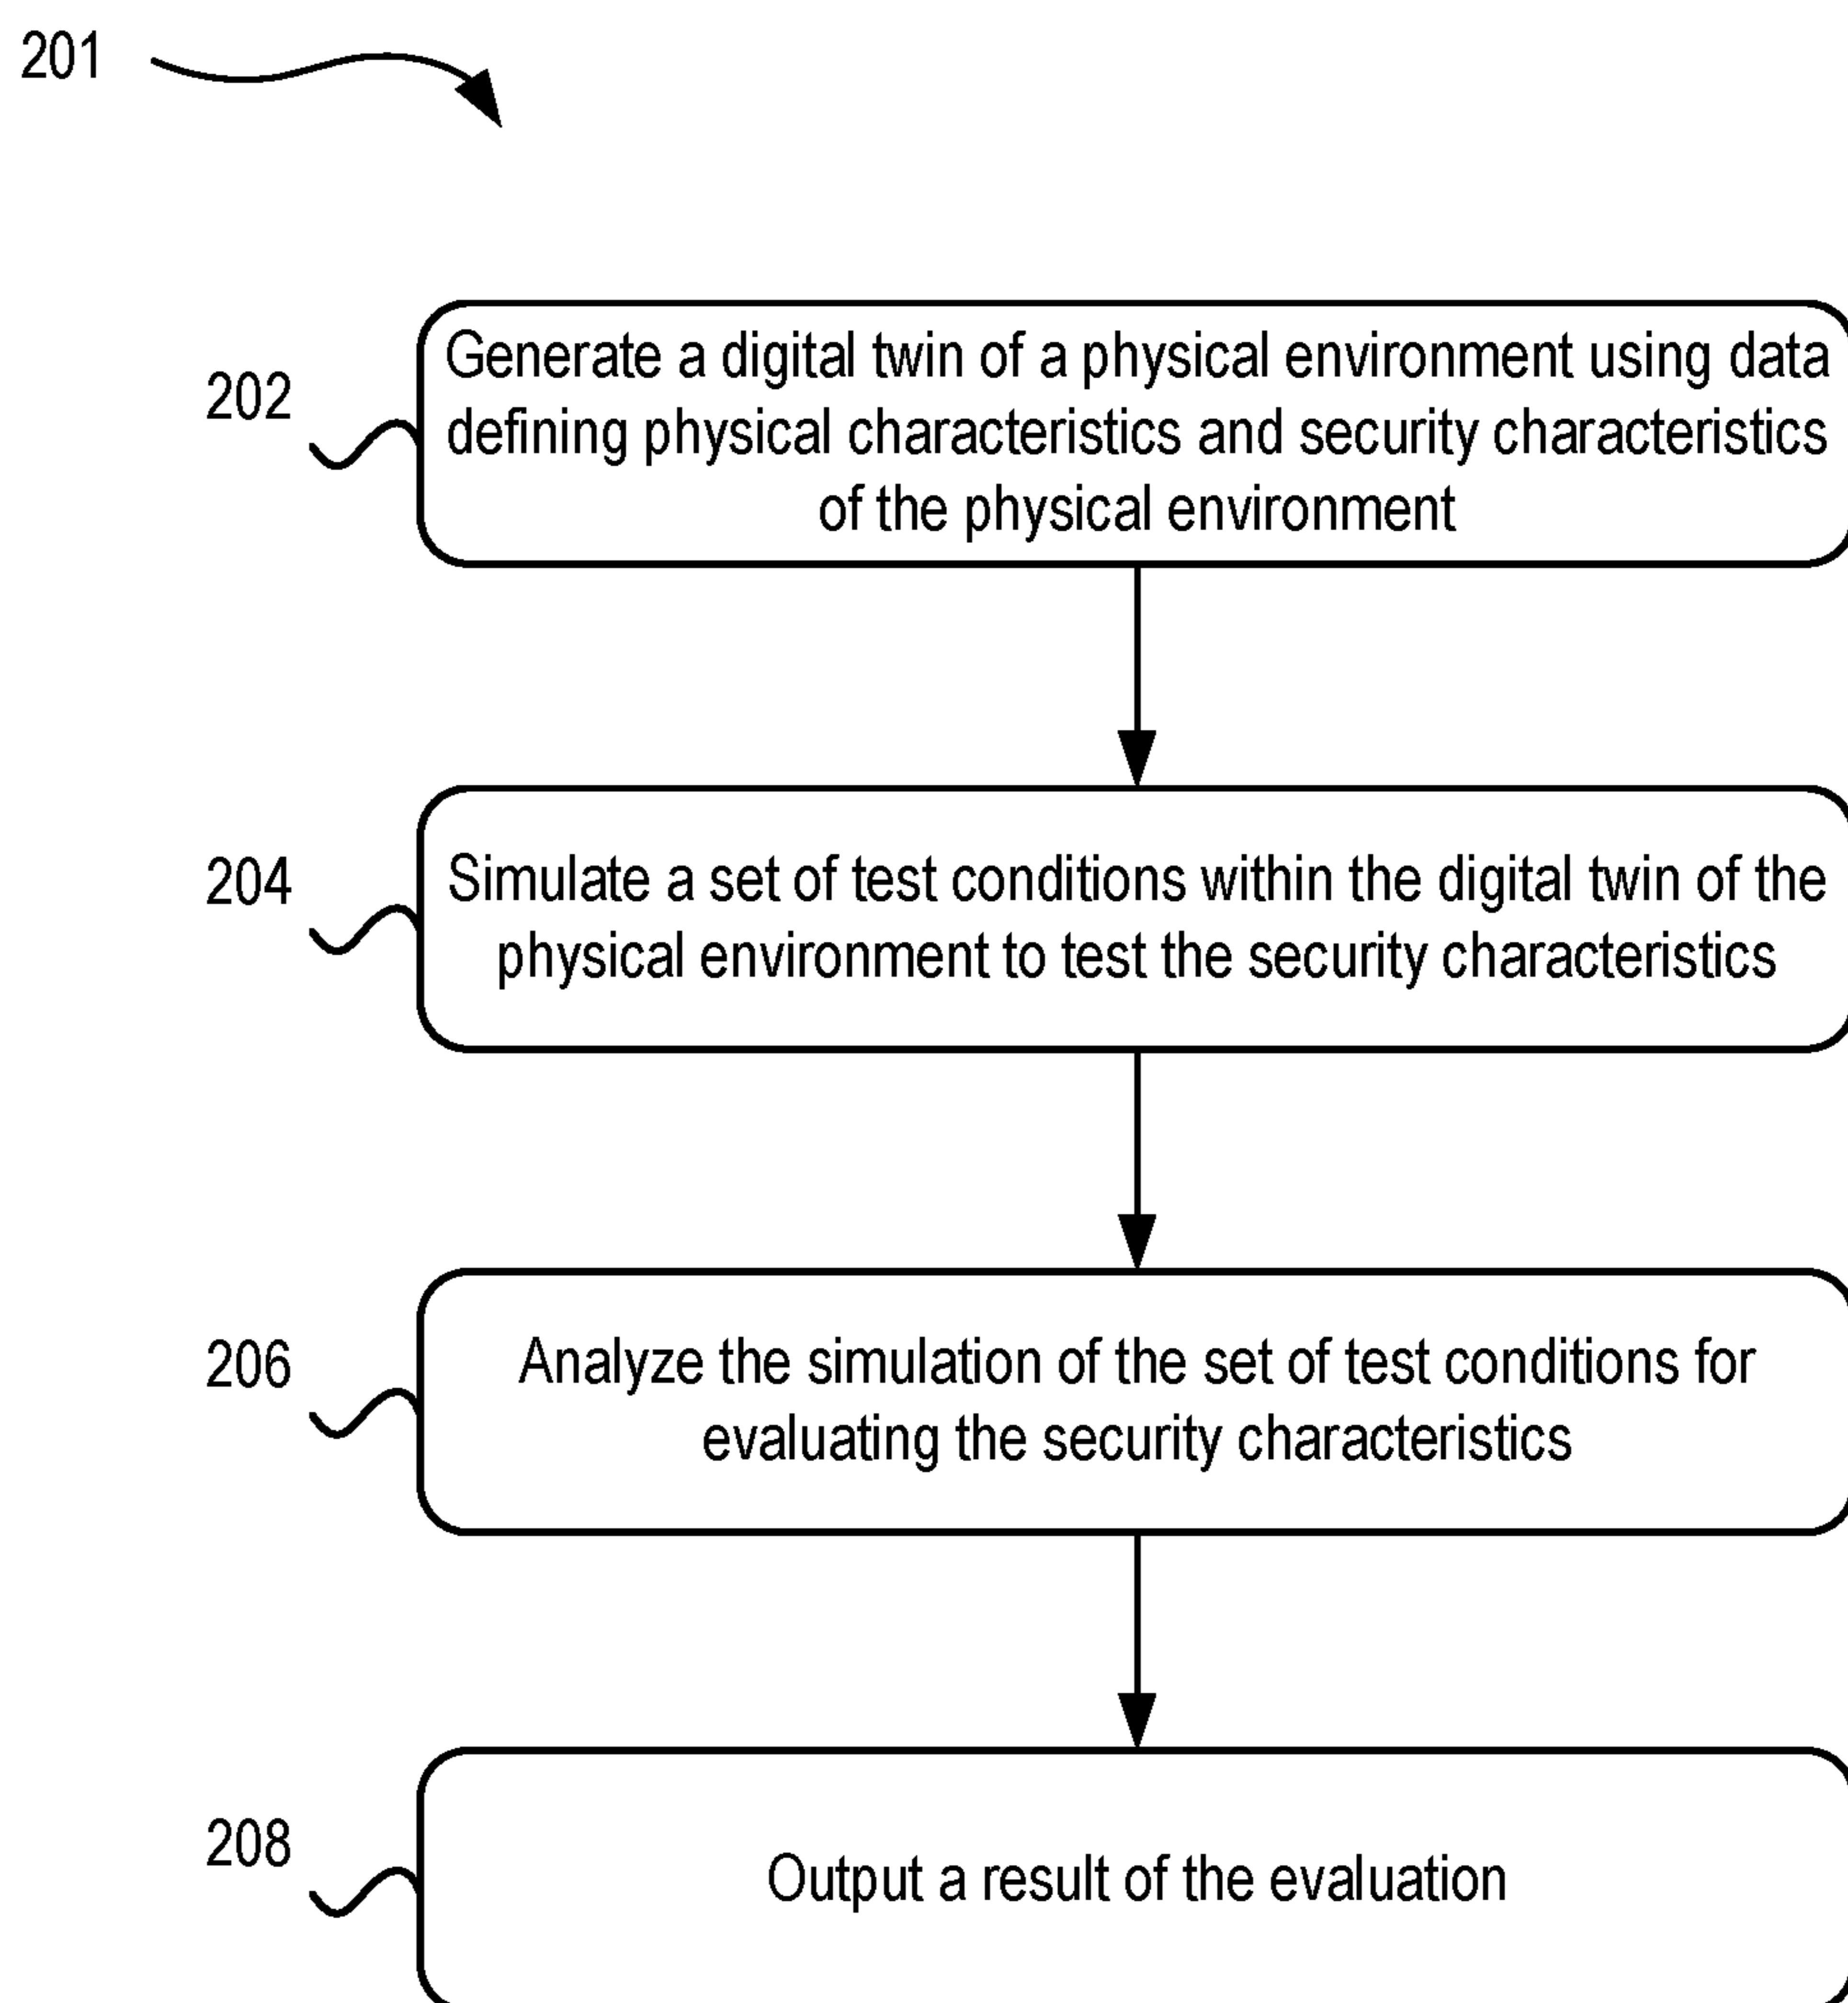 201
202
Generate a digital twin of a physical environment using data
defining physical characteristics and security characteristics
of the physical environment
204
Simulate a set of test conditions within the digital twin of the
physical environment to test the security characteristics
206
Analyze the simulation of the set of test conditions for
evaluating the security characteristics
208
Output a result of the evaluation